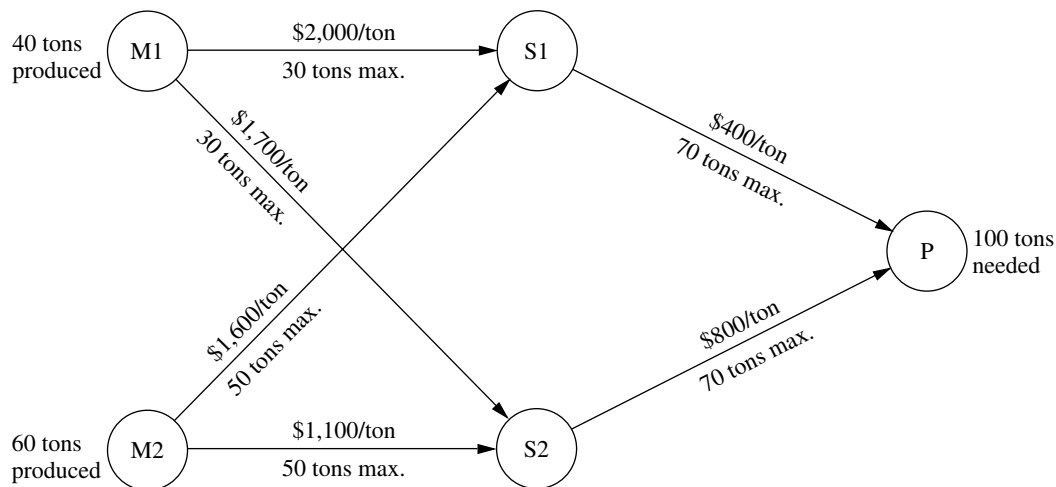 40 tons
produced
M1
$2,000/ton
30 tons max.
S1
$1,700/ton
30 tons max.
$400/ton
70 tons max.
P
100 tons
needed
$1,600/ton
50 tons max.
$800/ton
70 tons max.
60 tons
produced
M2
$1,100/ton
50 tons max.
S2